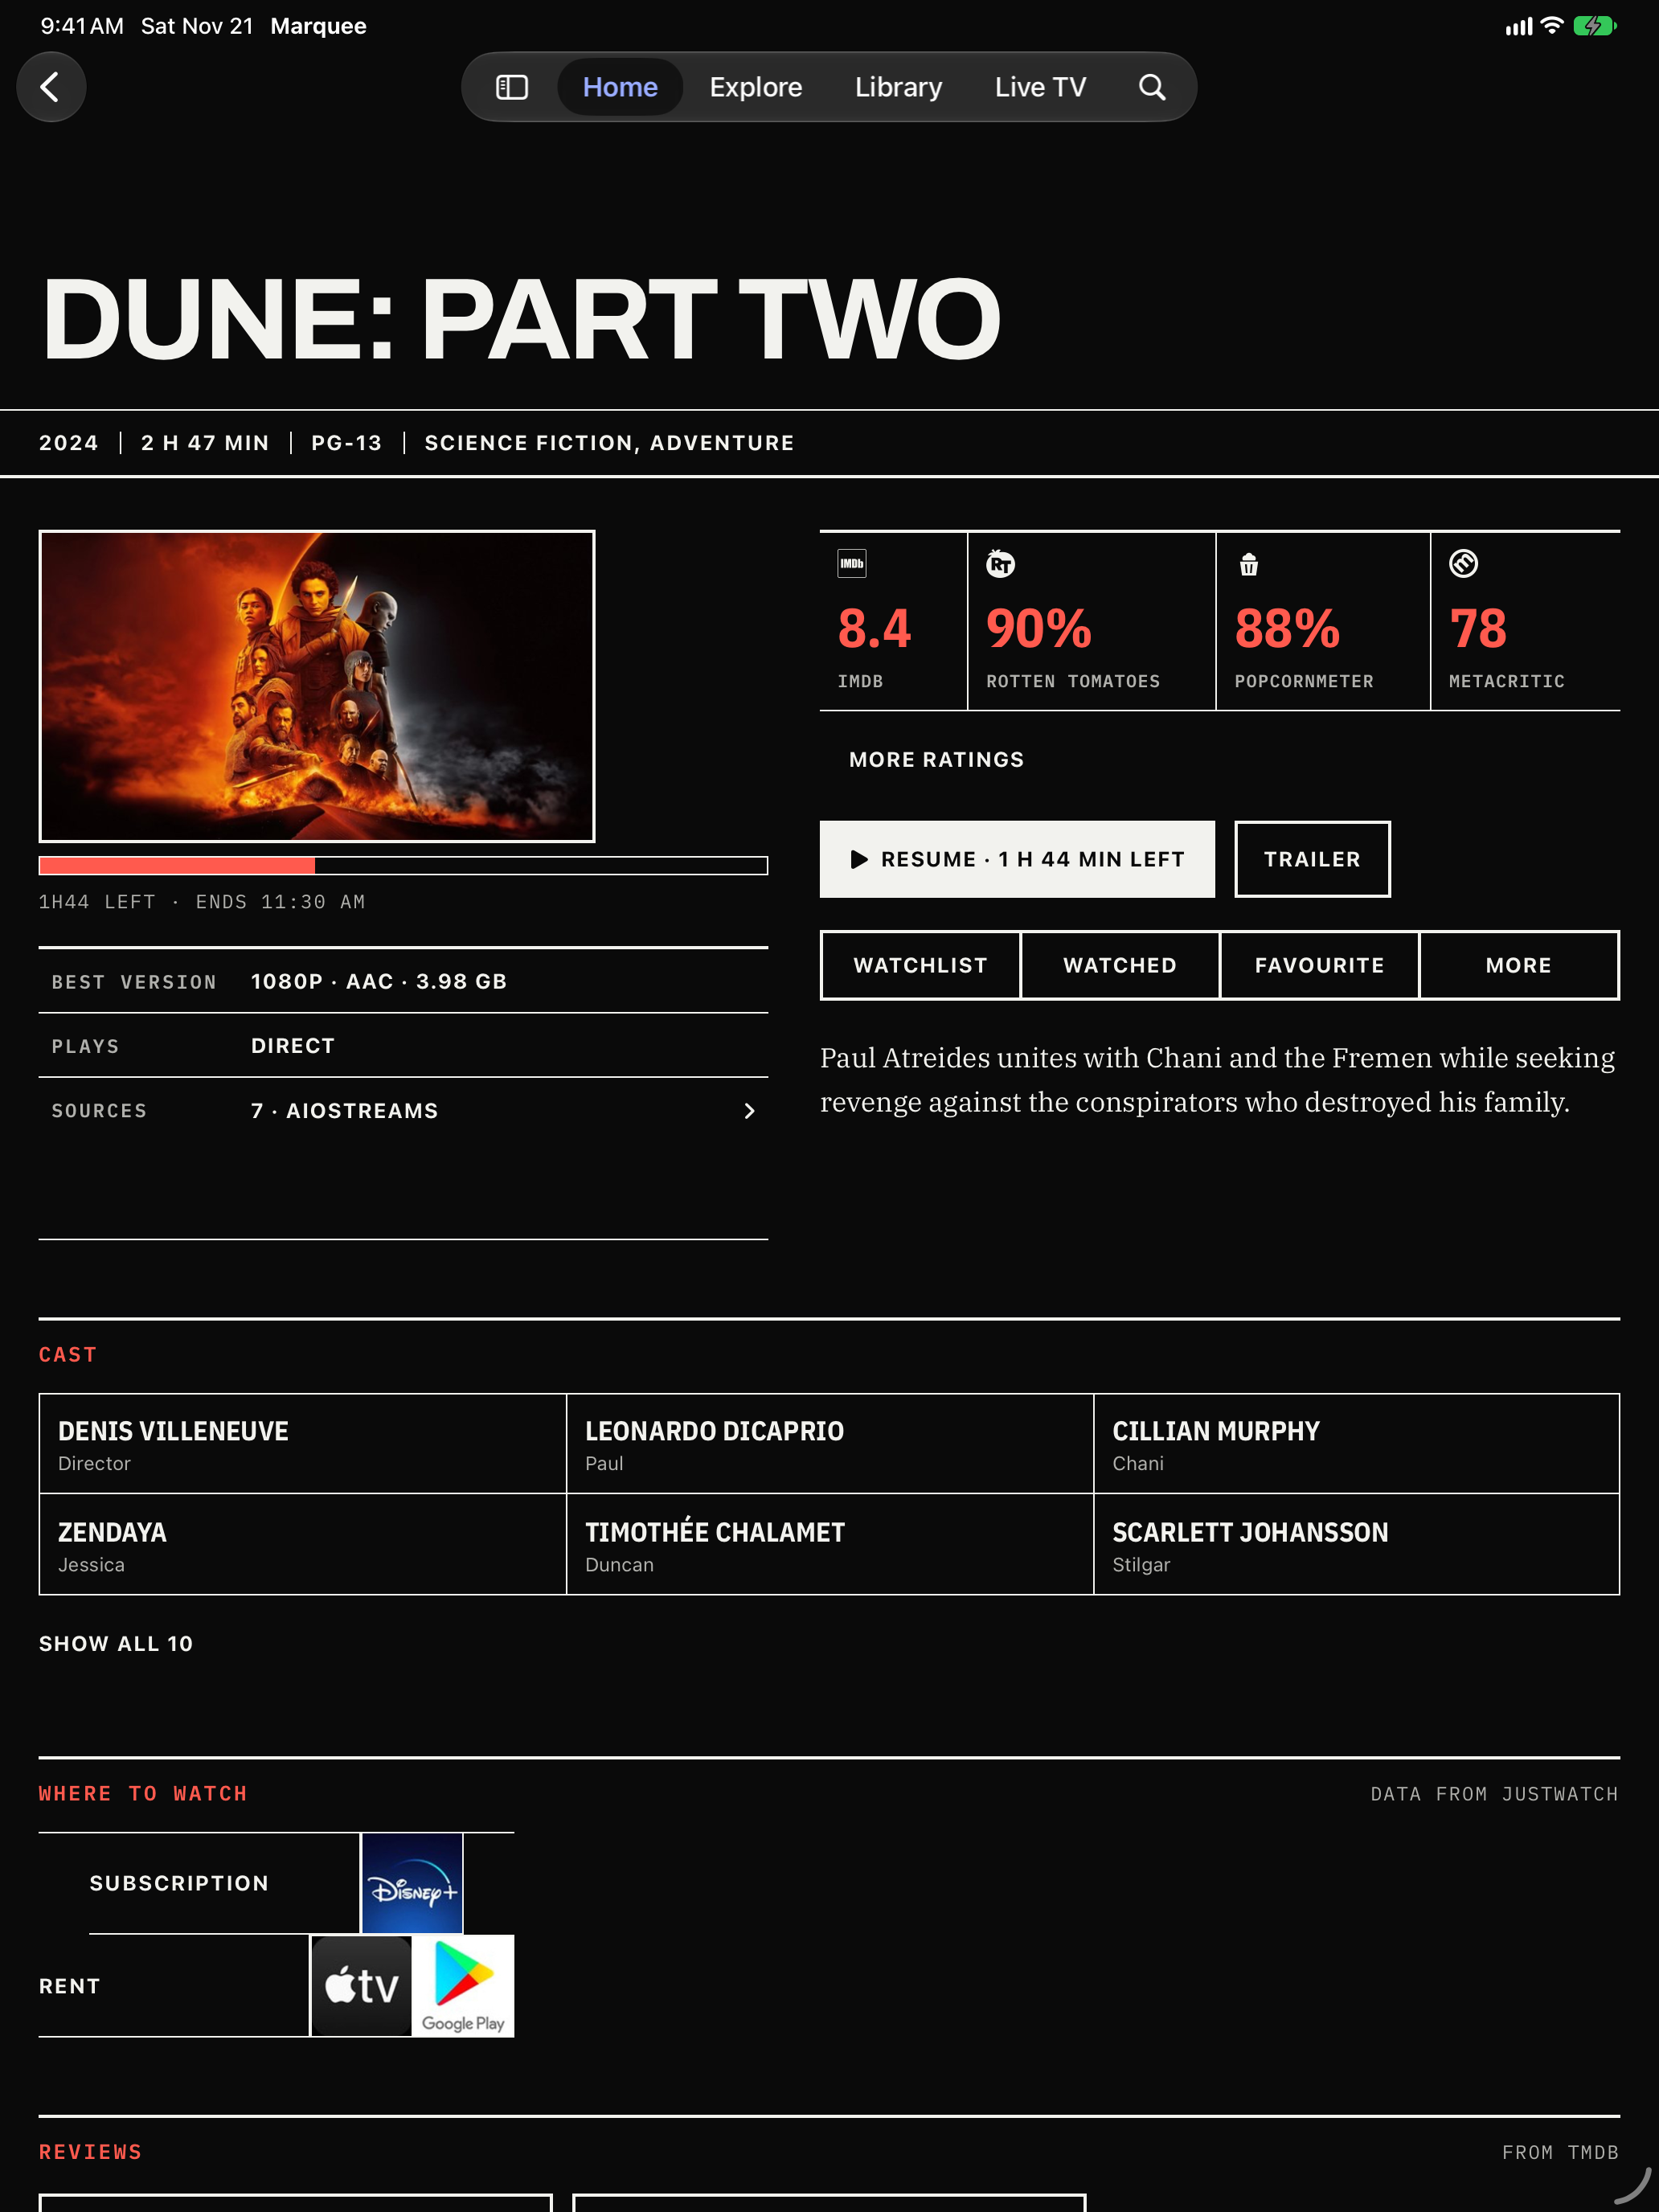 9:41 AM Sat Nov 21 Marquee
Home Explore Library Live TV
DUNE: PART TWO
2024 | 2 H 47 MIN | PG-13 | SCIENCE FICTION, ADVENTURE
IMDb RT
8.4 90% 88% 78
IMDB ROTTEN TOMATOES POPCORNMETER METACRITIC
MORE RATINGS
RESUME · 1 H 44 MIN LEFT TRAILER
WATCHLIST WATCHED FAVOURITE MORE
Paul Atreides unites with Chani and the Fremen while seeking
revenge against the conspirators who destroyed his family.
1H44 LEFT · ENDS 11:30 AM
BEST VERSION 1080P · AAC · 3.98 GB
PLAYS DIRECT
SOURCES 7 · AIOSTREAMS
CAST
DENIS VILLENEUVE LEONARDO DICAPRIO CILLIAN MURPHY
Director Paul Chani
ZENDAYA TIMOTHÉE CHALAMET SCARLETT JOHANSSON
Jessica Duncan Stilgar
SHOW ALL 10
WHERE TO WATCH DATA FROM JUSTWATCH
SUBSCRIPTION Disney+
RENT tv Google Play
REVIEWS FROM TMDB